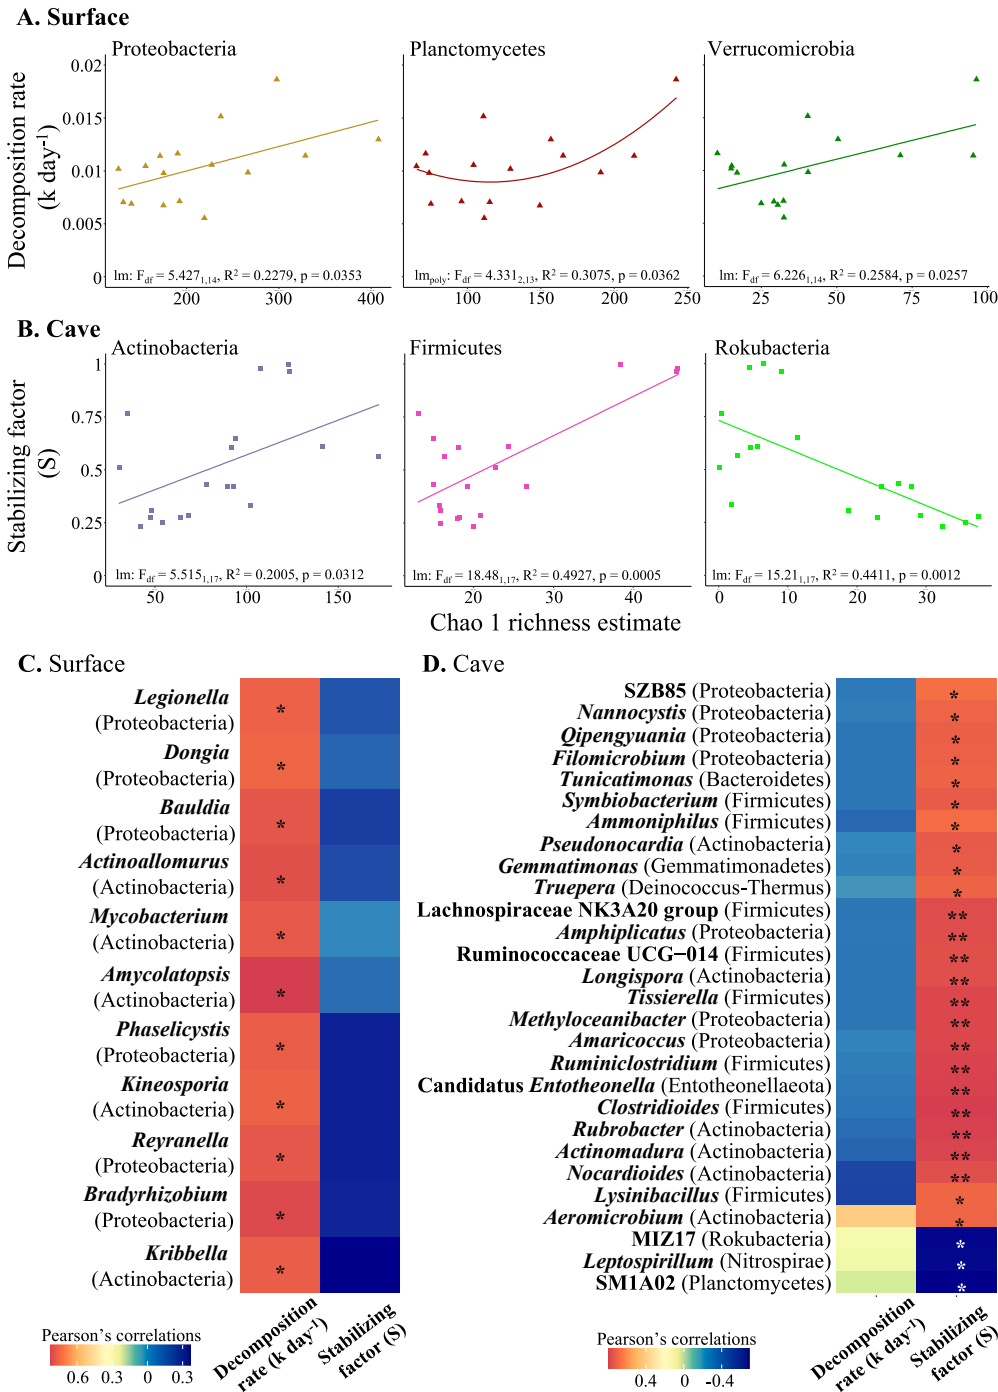 A. Surface
Proteobacteria
Planctomycetes
Verrucomicrobia
Decomposition rate
(k day-1)
0.02
0.015
0.01
0.005
0
lm: Fdf = 5.4271,14, R2 = 0.2279, p = 0.0353
lmpoly: Fdf = 4.3312,13, R2 = 0.3075, p = 0.0362
lm: Fdf = 6.2261,14, R2 = 0.2584, p = 0.0257
200 300 400
100 150 200 250
25 50 75 100
B. Cave
Actinobacteria
Firmicutes
Rokubacteria
Stabilizing factor
(S)
1
0.75
0.5
0.25
0
lm: Fdf = 5.5151,17, R2 = 0.2005, p = 0.0312
lm: Fdf = 18.481,17, R2 = 0.4927, p = 0.0005
lm: Fdf = 15.211,17, R2 = 0.4411, p = 0.0012
50 100 150
20 30 40
0 10 20 30
Chao 1 richness estimate
C. Surface
Legionella
(Proteobacteria)
*
Dongia
(Proteobacteria)
*
Bauldia
(Proteobacteria)
*
Actinoallomurus
(Actinobacteria)
*
Mycobacterium
(Actinobacteria)
*
Amycolatopsis
(Actinobacteria)
*
Phaselicystis
(Proteobacteria)
*
Kineosporia
(Actinobacteria)
*
Reyranella
(Proteobacteria)
*
Bradyrhizobium
(Proteobacteria)
*
Kribbella
(Actinobacteria)
*
Decomposition
rate (k day-1)
Stabilizing
factor (S)
Pearson's correlations
0.6 0.3 0 0.3
D. Cave
SZB85 (Proteobacteria) *
Nannocystis (Proteobacteria) *
Qipengyuania (Proteobacteria) *
Filomicrobium (Proteobacteria) *
Tunicatimonas (Bacteroidetes) *
Symbiobacterium (Firmicutes) *
Ammoniphilus (Firmicutes) *
Pseudonocardia (Actinobacteria) *
Gemmatimonas (Gemmatimonadetes) *
Truepera (Deinococcus-Thermus) *
Lachnospiraceae NK3A20 group (Firmicutes) **
Amphiplicatus (Proteobacteria) **
Ruminococcaceae UCG−014 (Firmicutes) **
Longispora (Actinobacteria) **
Tissierella (Firmicutes) **
Methyloceanibacter (Proteobacteria) **
Amaricoccus (Proteobacteria) **
Ruminiclostridium (Firmicutes) **
Candidatus Entotheonella (Entotheonellaeota) **
Clostridioides (Firmicutes) **
Rubrobacter (Actinobacteria) **
Actinomadura (Actinobacteria) **
Nocardioides (Actinobacteria) **
Lysinibacillus (Firmicutes) *
Aeromicrobium (Actinobacteria) *
MIZ17 (Rokubacteria) *
Leptospirillum (Nitrospirae) *
SM1A02 (Planctomycetes) *
Decomposition
rate (k day-1)
Stabilizing
factor (S)
Pearson's correlations
0.4 -0.4